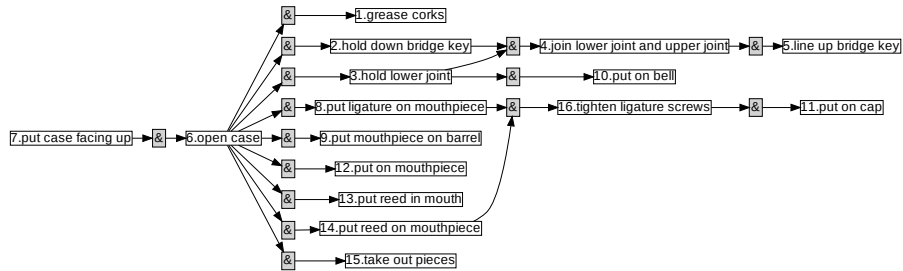 & 1.grease corks
& 2.hold down bridge key & 4.join lower joint and upper joint & 5.line up bridge key
& 3.hold lower joint & 10.put on bell
& 8.put ligature on mouthpiece & 16.tighten ligature screws & 11.put on cap
7.put case facing up & 6.open case & 9.put mouthpiece on barrel
& 12.put on mouthpiece
& 13.put reed in mouth
& 14.put reed on mouthpiece
& 15.take out pieces